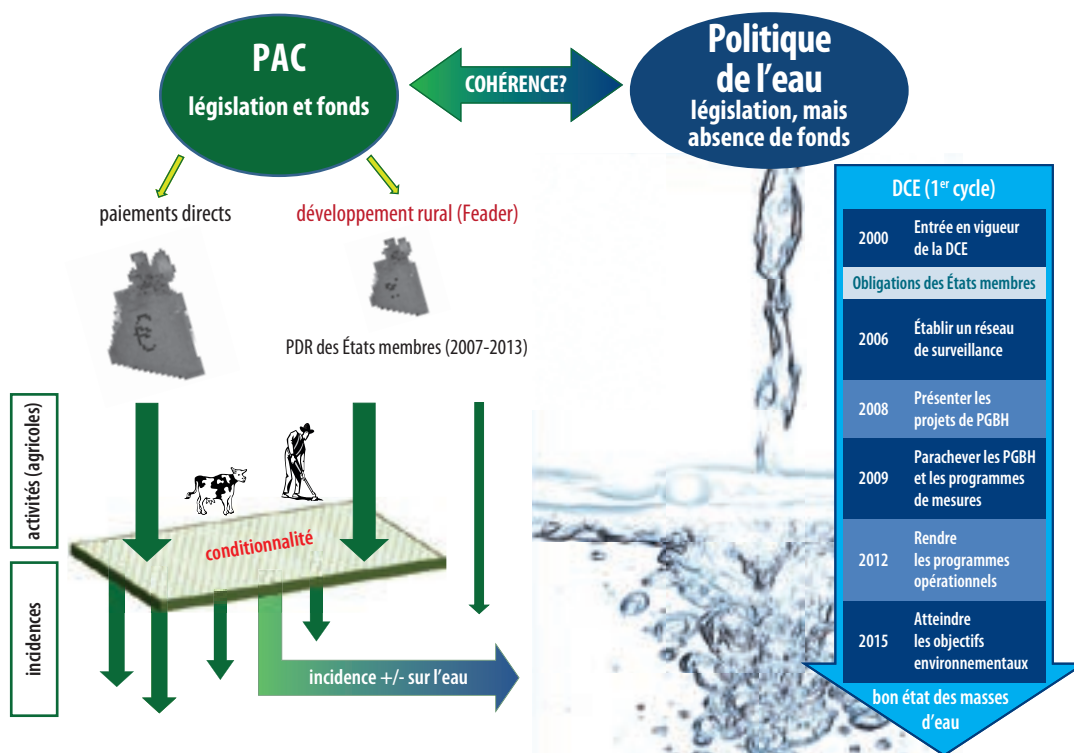 PAC
législation et fonds
COHÉRENCE?
Politique
de l’eau
législation, mais
absence de fonds
paiements directs
développement rural (Feader)
€
PDR des États membres (2007-2013)
activités (agricoles)
conditionnalité
incidences
incidence +/- sur l’eau
DCE (1er cycle)
2000
Entrée en vigueur
de la DCE
Obligations des États membres
2006
Établir un réseau
de surveillance
2008
Présenter les
projets de PGBH
2009
Parachever les PGBH
et les programmes
de mesures
2012
Rendre
les programmes
opérationnels
2015
Atteindre
les objectifs
environnementaux
bon état des masses
d’eau